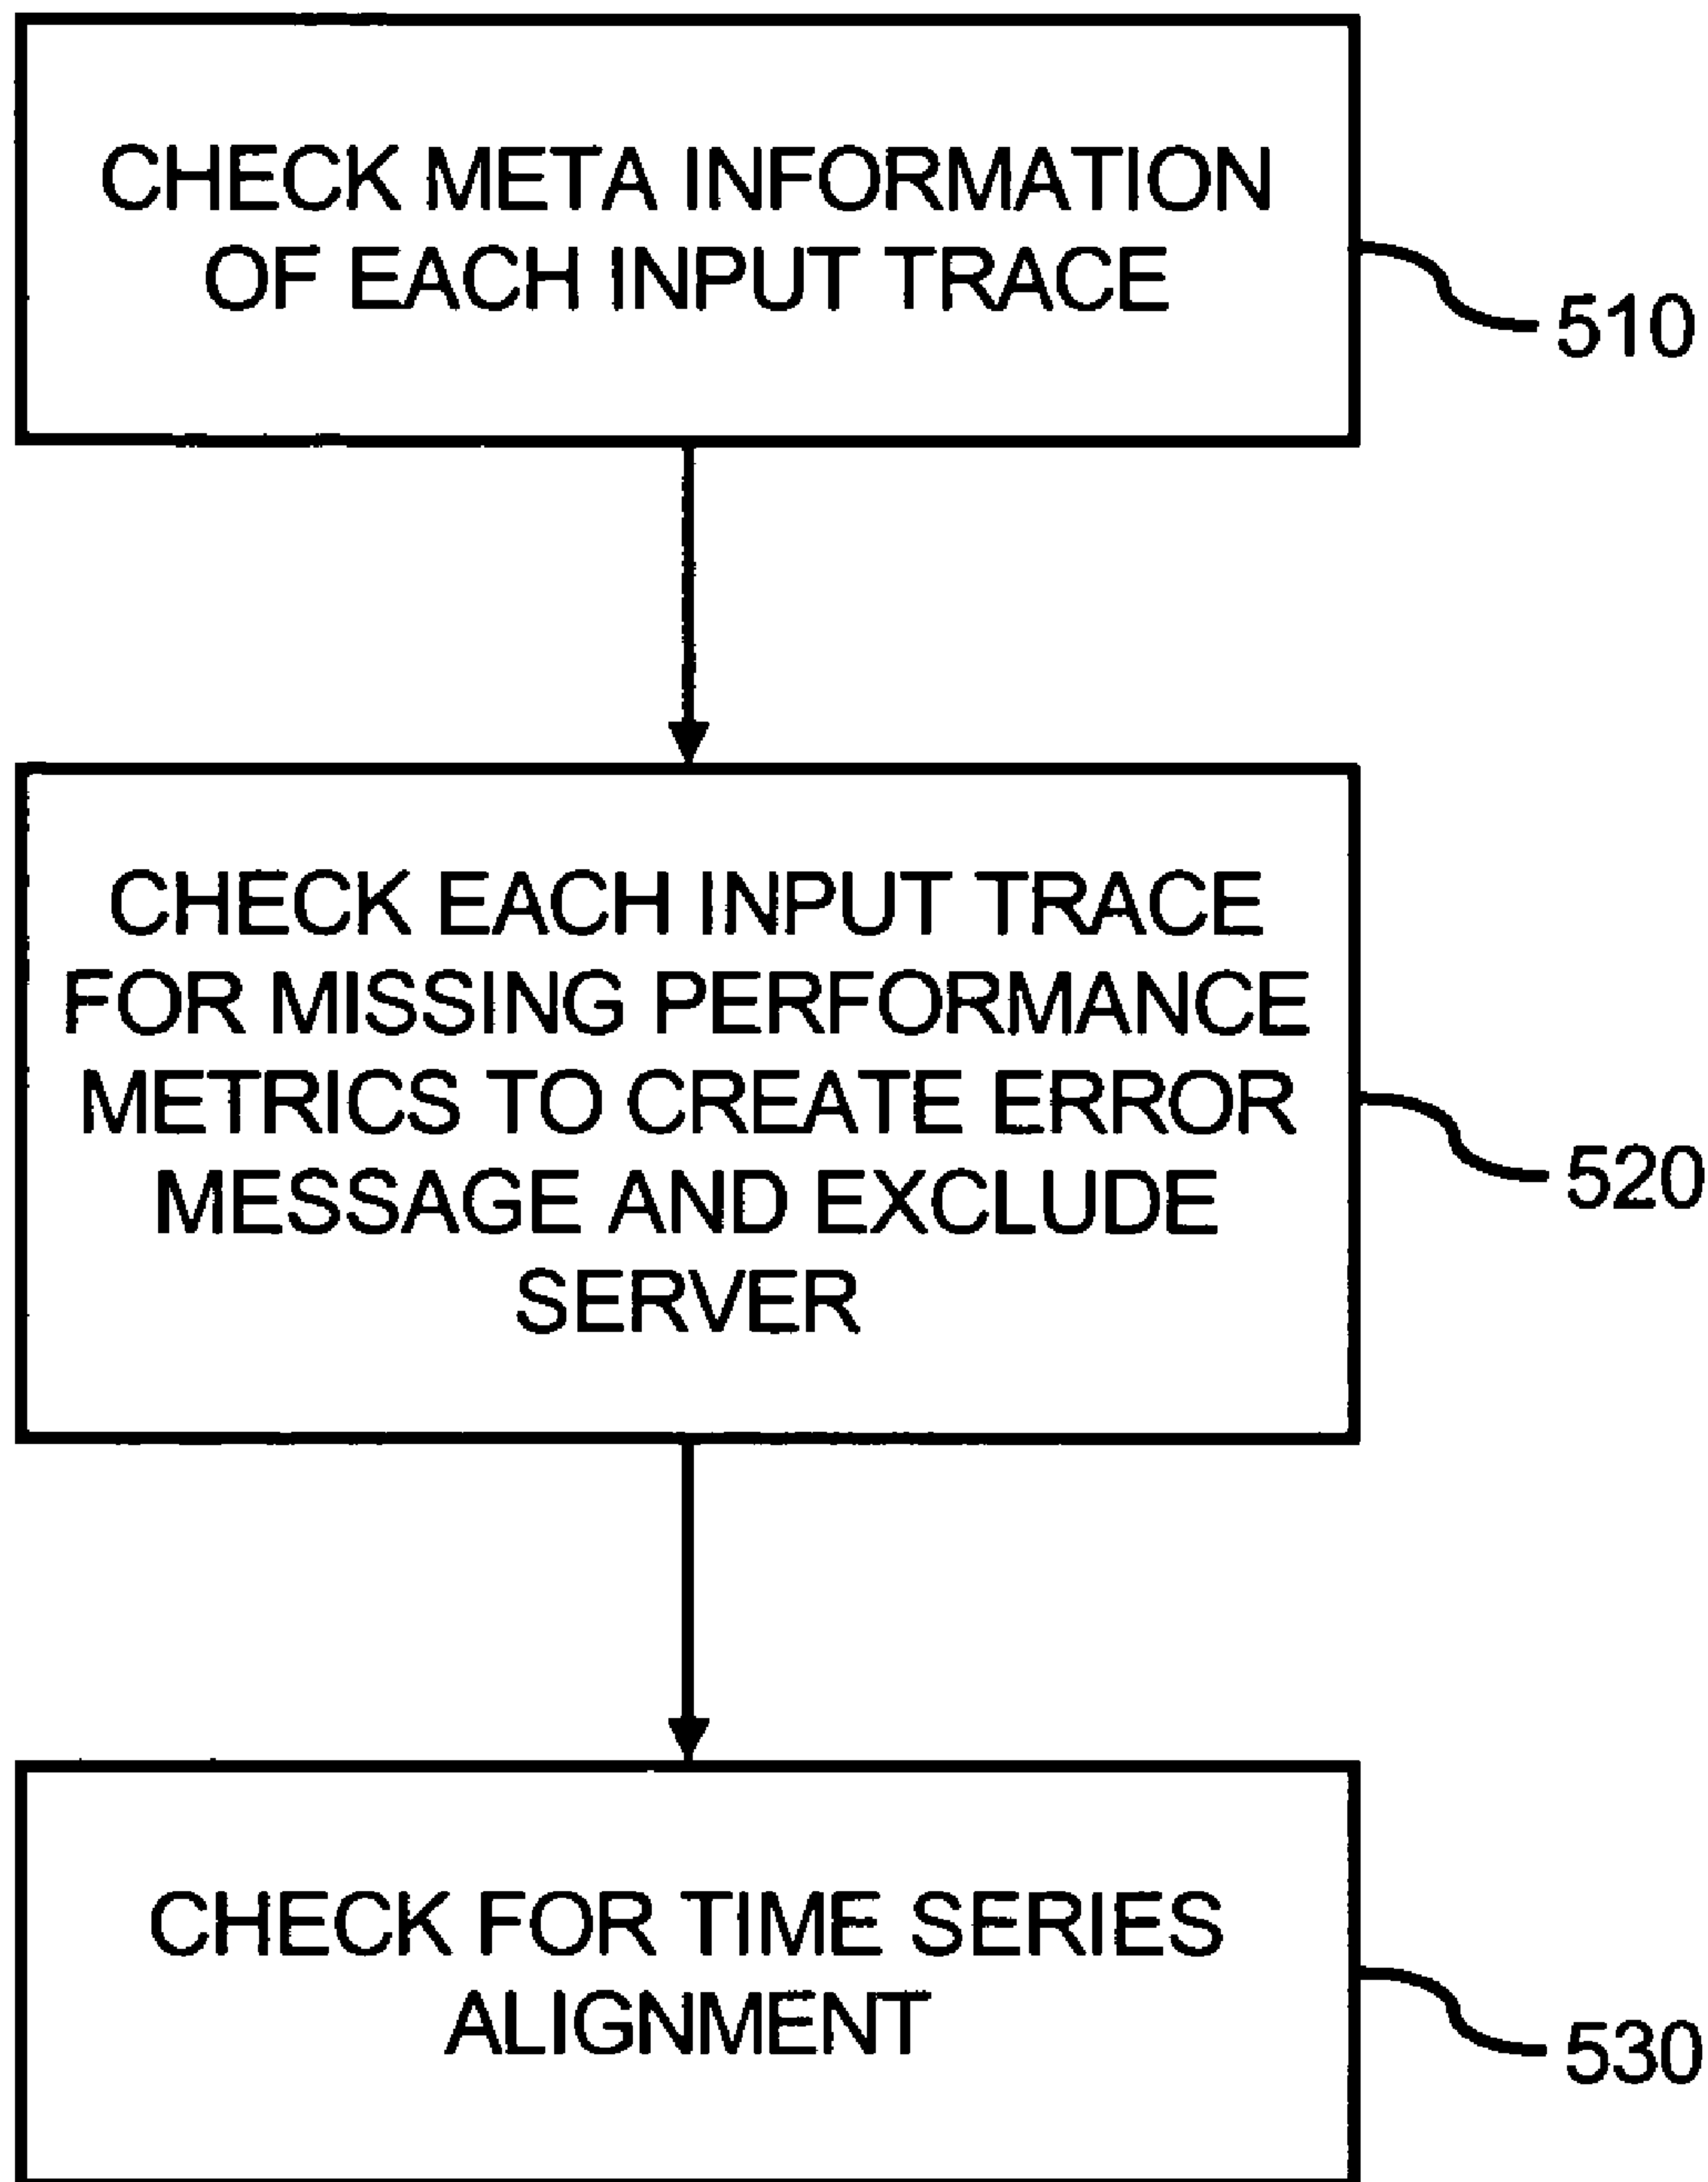 CHECK META INFORMATION
OF EACH INPUT TRACE
510
CHECK EACH INPUT TRACE
FOR MISSING PERFORMANCE
METRICS TO CREATE ERROR
MESSAGE AND EXCLUDE
SERVER
520
CHECK FOR TIME SERIES
ALIGNMENT
530